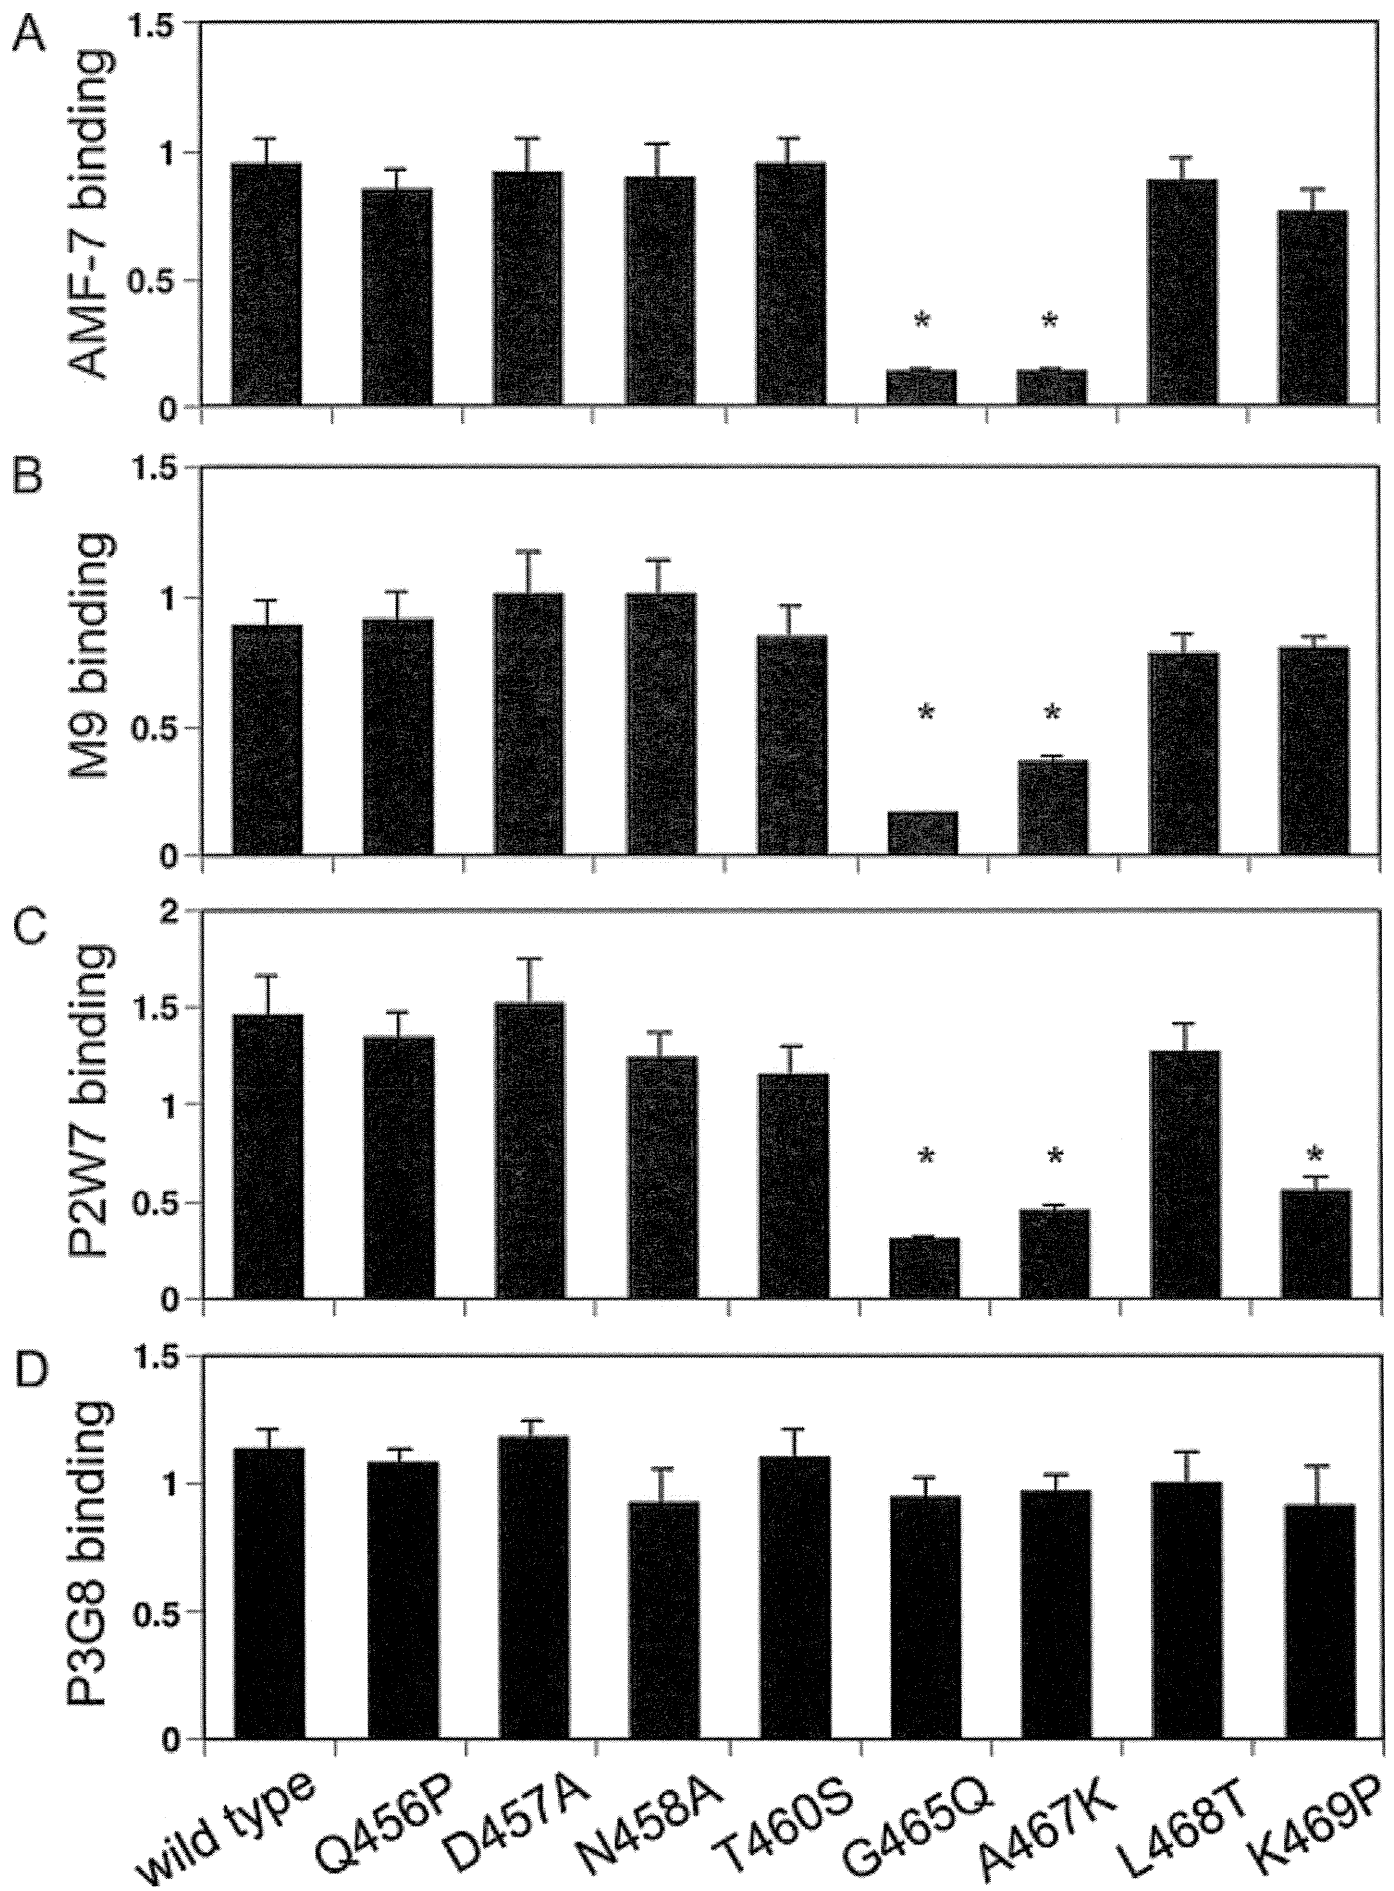 A
AMF-7 binding
1.5
1
0.5
0
* *
B
M9 binding
1.5
1
0.5
0
* *
C
P2W7 binding
2
1.5
1
0.5
0
* * *
D
P3G8 binding
1.5
1
0.5
0
wild type
Q456P
D457A
N458A
T460S
G465Q
A467K
L468T
K469P